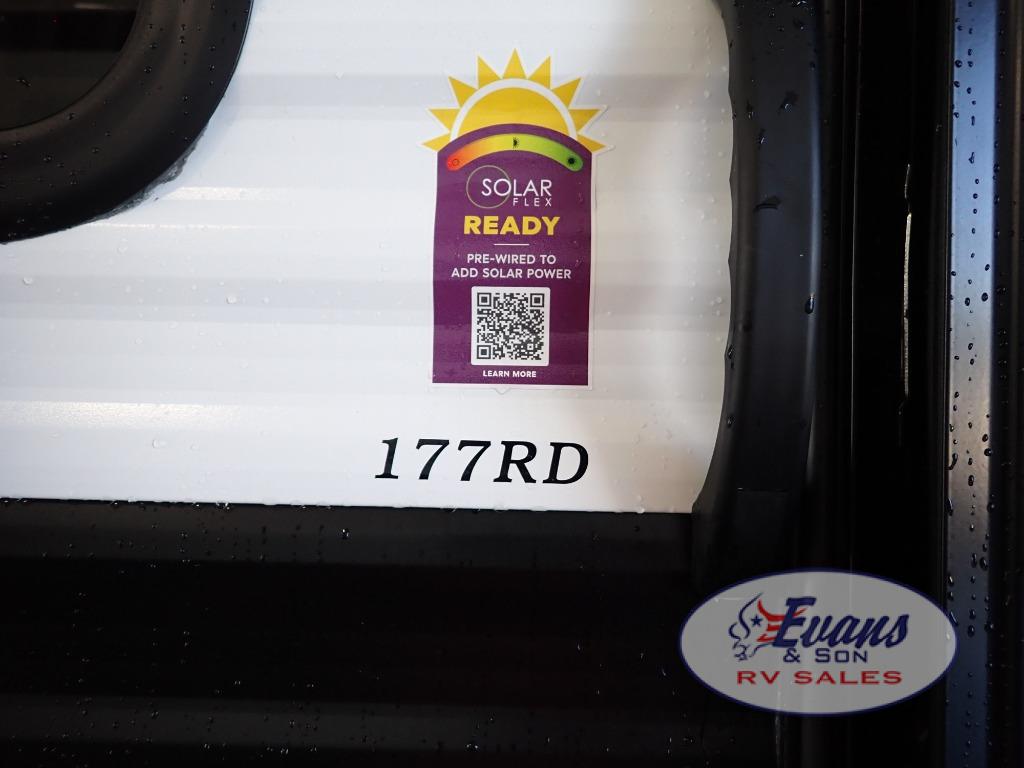 SOLAR
FLEX
READY
PRE-WIRED TO
ADD SOLAR POWER
LEARN MORE
177RD
Evans
& SON
RV SALES